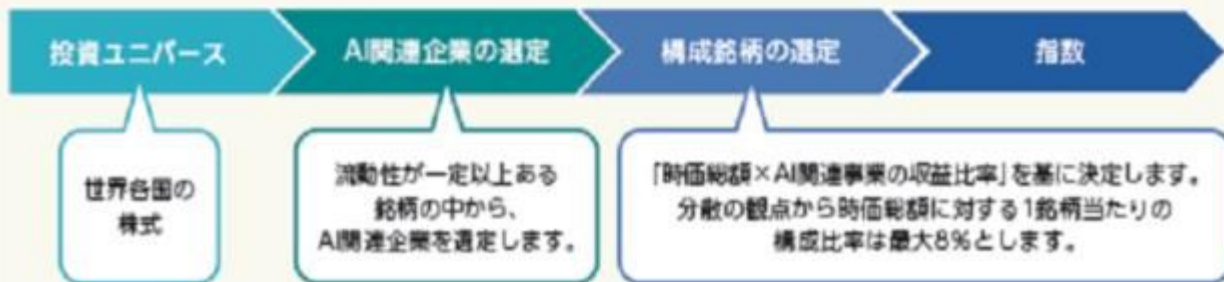 投資ユニバース
AI関連企業の選定
構成銘柄の選定
指数
世界各国の
株式
流動性が一定以上ある
銘柄の中から、
AI関連企業を選定します。
「時価総額×AI関連事業の収益比率」を基に決定します。
分散の観点から時価総額に対する1銘柄当たりの
構成比率は最大8%とします。